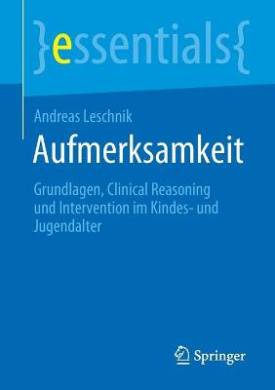 }essentials{
Andreas Leschnik
Aufmerksamkeit
Grundlagen, Clinical Reasoning
und Intervention im Kindes- und
Jugendalter
Springer